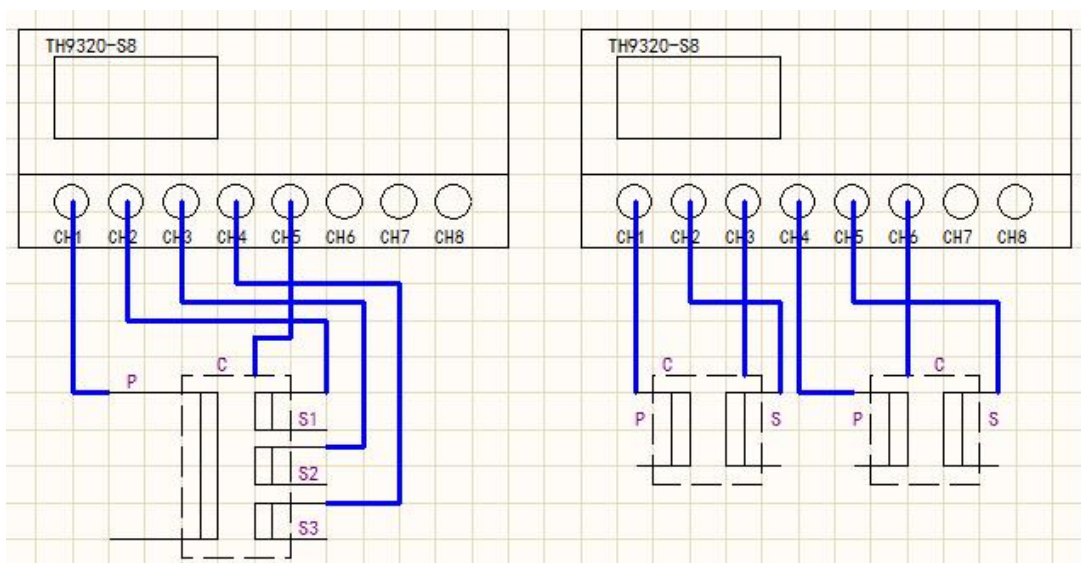 TH9320-S8
CH1 CH2 CH3 CH4 CH5 CH6 CH7 CH8
C
P
S1
S2
S3
TH9320-S8
CH1 CH2 CH3 CH4 CH5 CH6 CH7 CH8
C C
P S P S